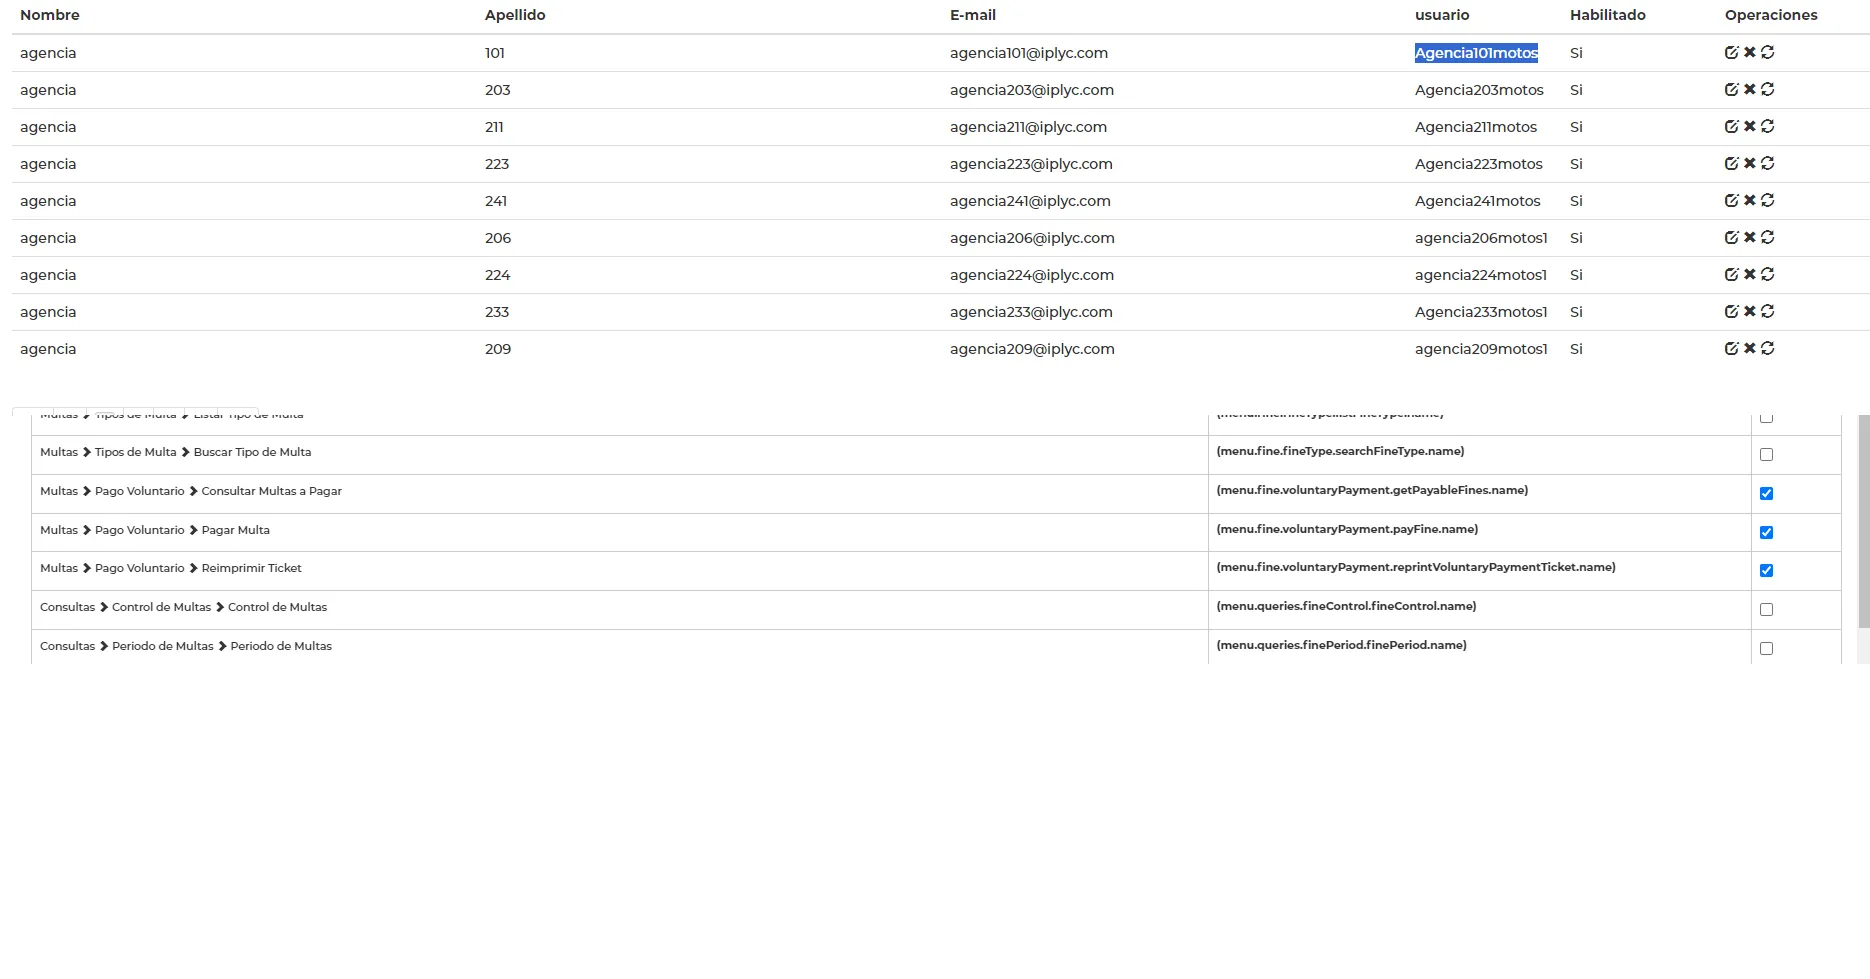 Nombre Apellido E-mail usuario Habilitado Operaciones
agencia 101 agencia101@iplyc.com Agencia101motos Si
agencia 203 agencia203@iplyc.com Agencia203motos Si
agencia 211 agencia211@iplyc.com Agencia211motos Si
agencia 223 agencia223@iplyc.com Agencia223motos Si
agencia 241 agencia241@iplyc.com Agencia241motos Si
agencia 206 agencia206@iplyc.com agencia206motos1 Si
agencia 224 agencia224@iplyc.com agencia224motos1 Si
agencia 233 agencia233@iplyc.com Agencia233motos1 Si
agencia 209 agencia209@iplyc.com agencia209motos1 Si
Multas Tipos de Multa Listar Tipo de Multa (menu.fine.fineType.listFineType.name)
Multas Tipos de Multa Buscar Tipo de Multa (menu.fine.fineType.searchFineType.name)
Multas Pago Voluntario Consultar Multas a Pagar (menu.fine.voluntaryPayment.getPayableFines.name)
Multas Pago Voluntario Pagar Multa (menu.fine.voluntaryPayment.payFine.name)
Multas Pago Voluntario Reimprimir Ticket (menu.fine.voluntaryPayment.reprintVoluntaryPaymentTicket.name)
Consultas Control de Multas Control de Multas (menu.queries.fineControl.fineControl.name)
Consultas Periodo de Multas Periodo de Multas (menu.queries.finePeriod.finePeriod.name)